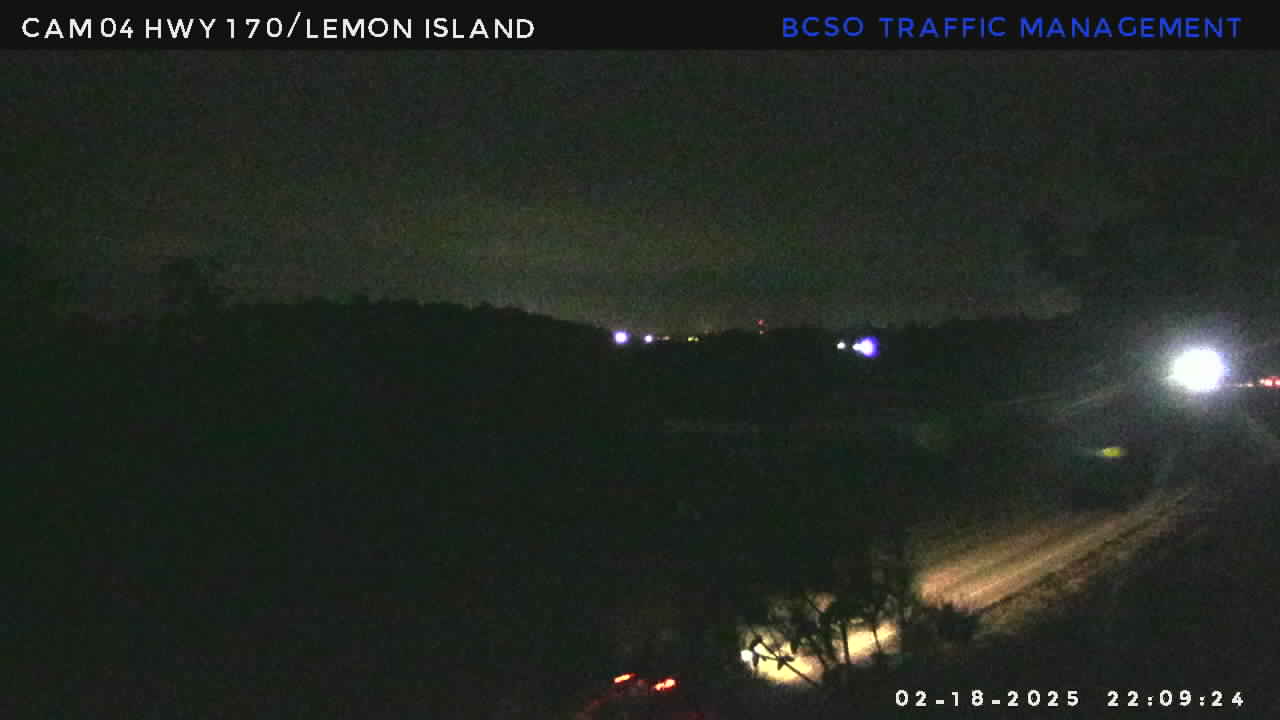 CAM04 HWY 170/LEMON ISLAND
BCSO TRAFFIC MANAGEMENT
02-18-2025 22:09:24